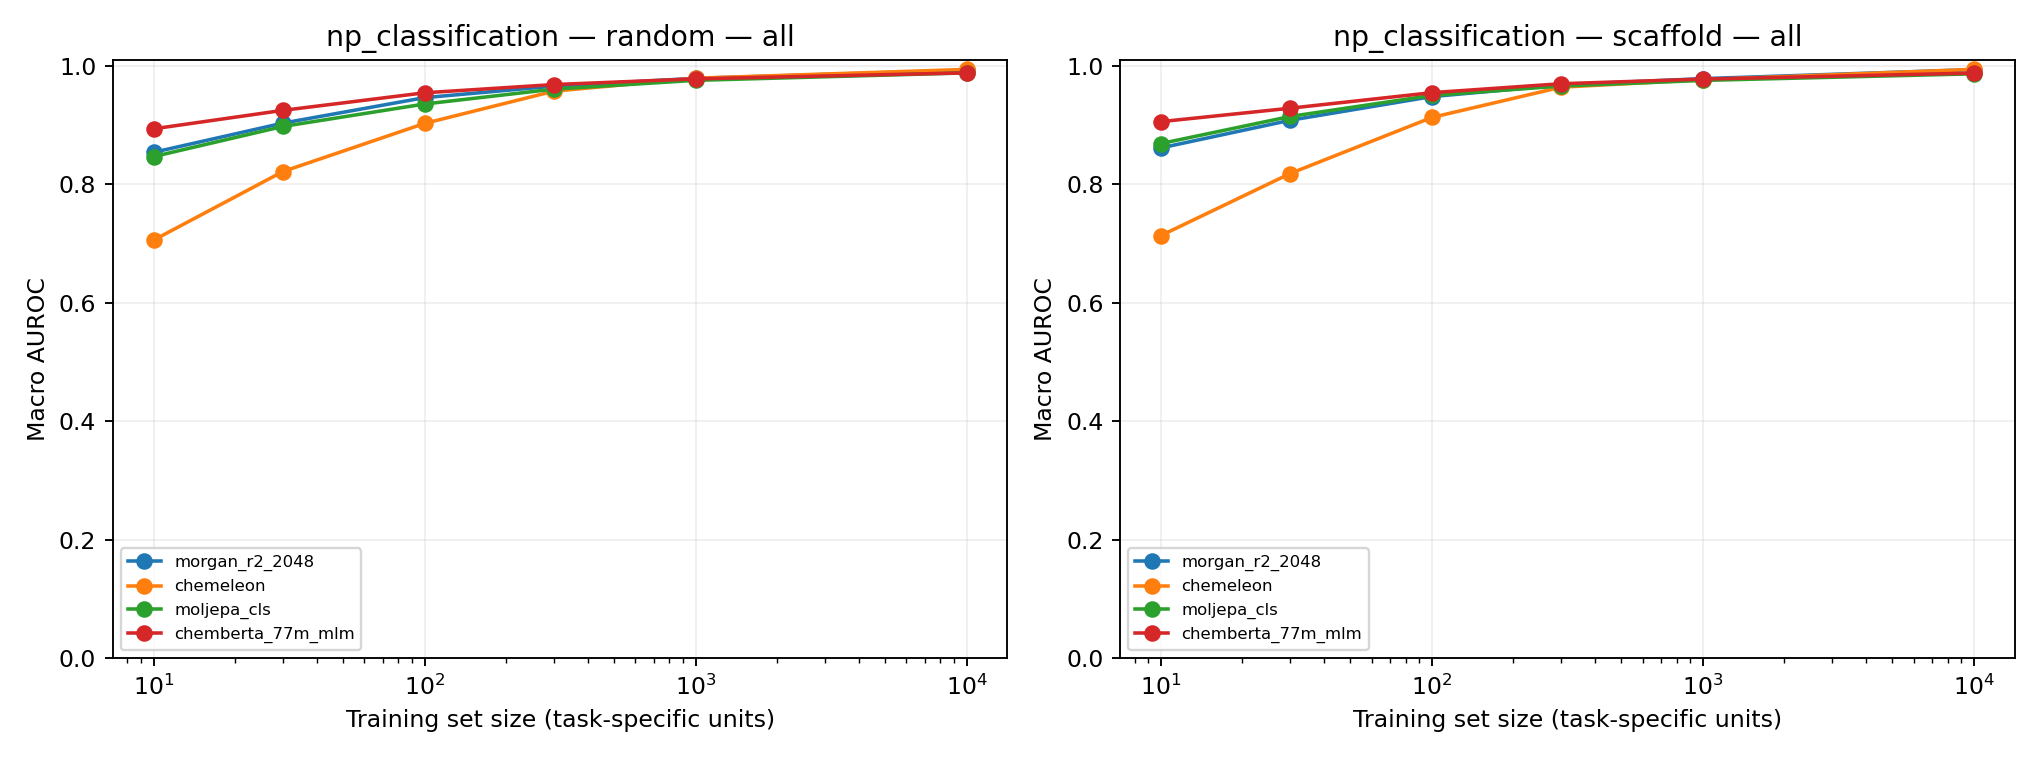 np_classification — random — all
Macro AUROC
1.0
0.8
0.6
0.4
0.2
0.0
morgan_r2_2048
chemeleon
moljepa_cls
chemberta_77m_mlm
10¹ 10² 10³ 10⁴
Training set size (task-specific units)
np_classification — scaffold — all
Macro AUROC
1.0
0.8
0.6
0.4
0.2
0.0
morgan_r2_2048
chemeleon
moljepa_cls
chemberta_77m_mlm
10¹ 10² 10³ 10⁴
Training set size (task-specific units)